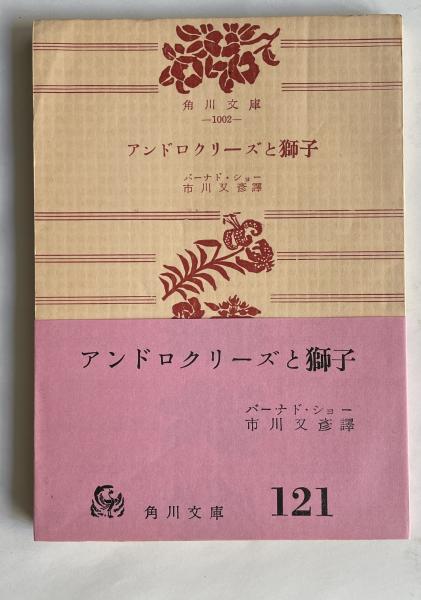 角川文庫
—1002—
アンドロクリーズと獅子
バーナド・ショー
市川又彦譯
アンドロクリーズと獅子
バーナド・ショー
市川又彦譯
角川文庫
121